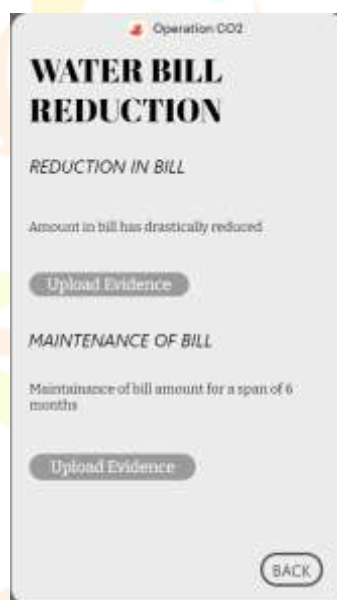 Operation CO2
WATER BILL
REDUCTION
REDUCTION IN BILL
Amount in bill has drastically reduced
Upload Evidence
MAINTENANCE OF BILL
Maintainance of bill amount for a span of 6
months
Upload Evidence
BACK